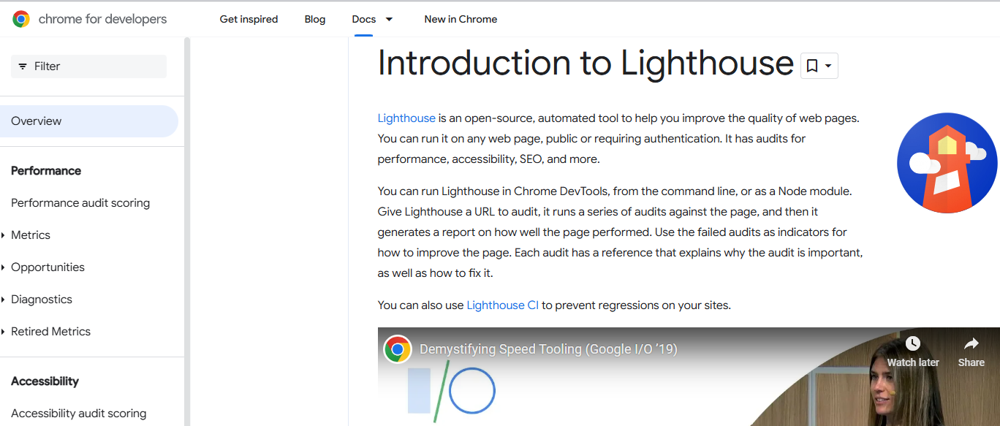 chrome for developers
Get inspired
Blog
Docs
New in Chrome
Filter
Overview
Performance
Performance audit scoring
Metrics
Opportunities
Diagnostics
Retired Metrics
Accessibility
Accessibility audit scoring
Introduction to Lighthouse
Lighthouse is an open-source, automated tool to help you improve the quality of web pages.
You can run it on any web page, public or requiring authentication. It has audits for
performance, accessibility, SEO, and more.
You can run Lighthouse in Chrome DevTools, from the command line, or as a Node module.
Give Lighthouse a URL to audit, it runs a series of audits against the page, and then it
generates a report on how well the page performed. Use the failed audits as indicators for
how to improve the page. Each audit has a reference that explains why the audit is important,
as well as how to fix it.
You can also use Lighthouse CI to prevent regressions on your sites.
Demystifying Speed Tooling (Google I/O ’19)
Watch later
Share
I/O